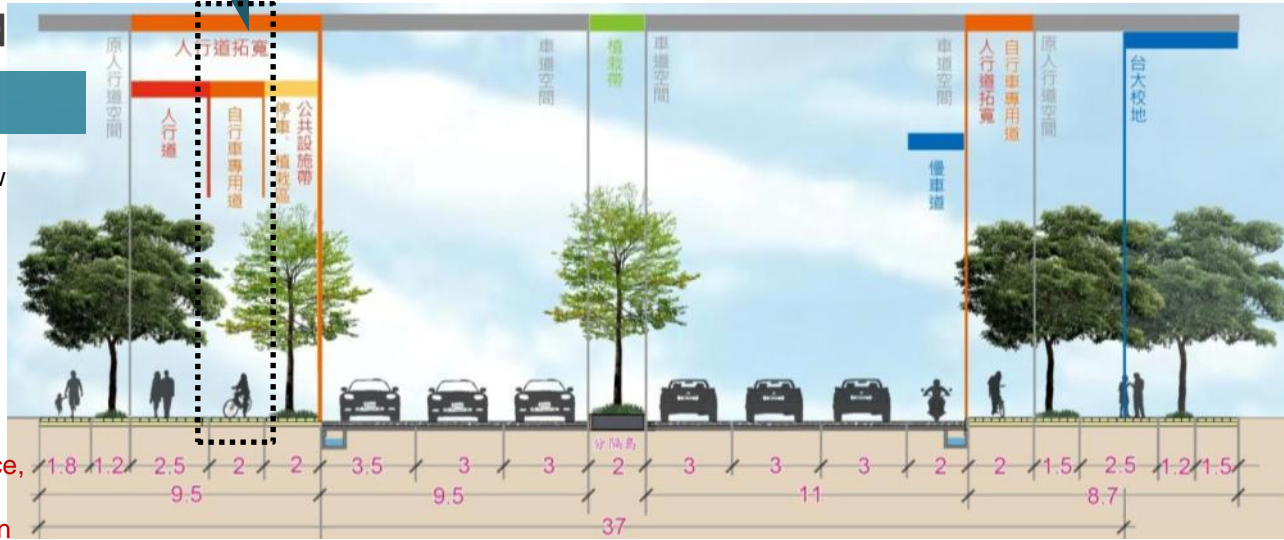 人行道拓寬
原人行道空間
人行道
自行車專用道
停車、植栽區
公共設施帶
車道空間
植栽帶
車道空間
車道空間
慢車道
人行道拓寬
自行車專用道
原人行道空間
台大校地
w
分隔島
ce,
1.8 1.2 2.5 2 2 3.5 3 3 2 3 3 3 2 2 1.5 2.5 1.2 1.5
9.5 9.5 11 8.7
n
37